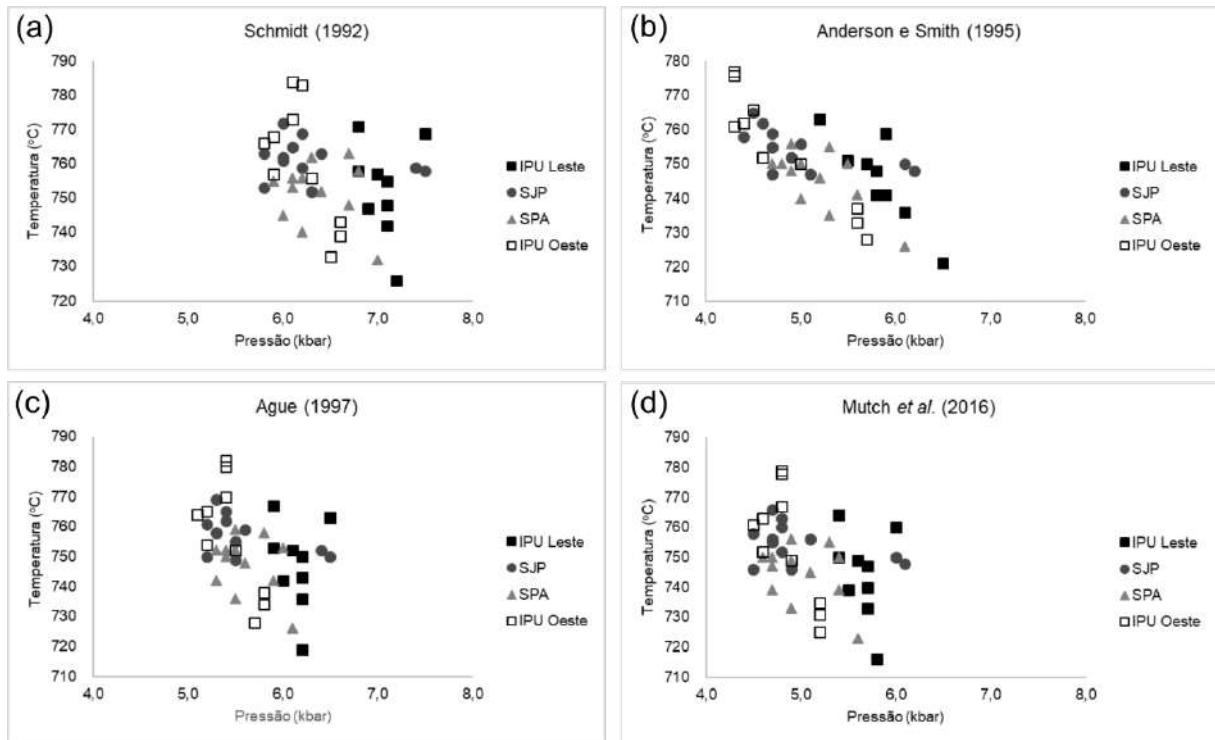 (a)
Schmidt (1992)
Temperatura (°C)
790
780
770
760
750
740
730
720
4,0
5,0
6,0
7,0
8,0
Pressão (kbar)
IPU Leste
SJP
SPA
IPU Oeste
(b)
Anderson e Smith (1995)
Temperatura (°C)
780
770
760
750
740
730
720
710
4,0
5,0
6,0
7,0
8,0
Pressão (kbar)
IPU Leste
SJP
SPA
IPU Oeste
(c)
Ague (1997)
Temperatura (°C)
790
780
770
760
750
740
730
720
710
4,0
5,0
6,0
7,0
8,0
Pressão (kbar)
IPU Leste
SJP
SPA
IPU Oeste
(d)
Mutch et al. (2016)
Temperatura (°C)
790
780
770
760
750
740
730
720
710
4,0
5,0
6,0
7,0
8,0
Pressão (kbar)
IPU Leste
SJP
SPA
IPU Oeste